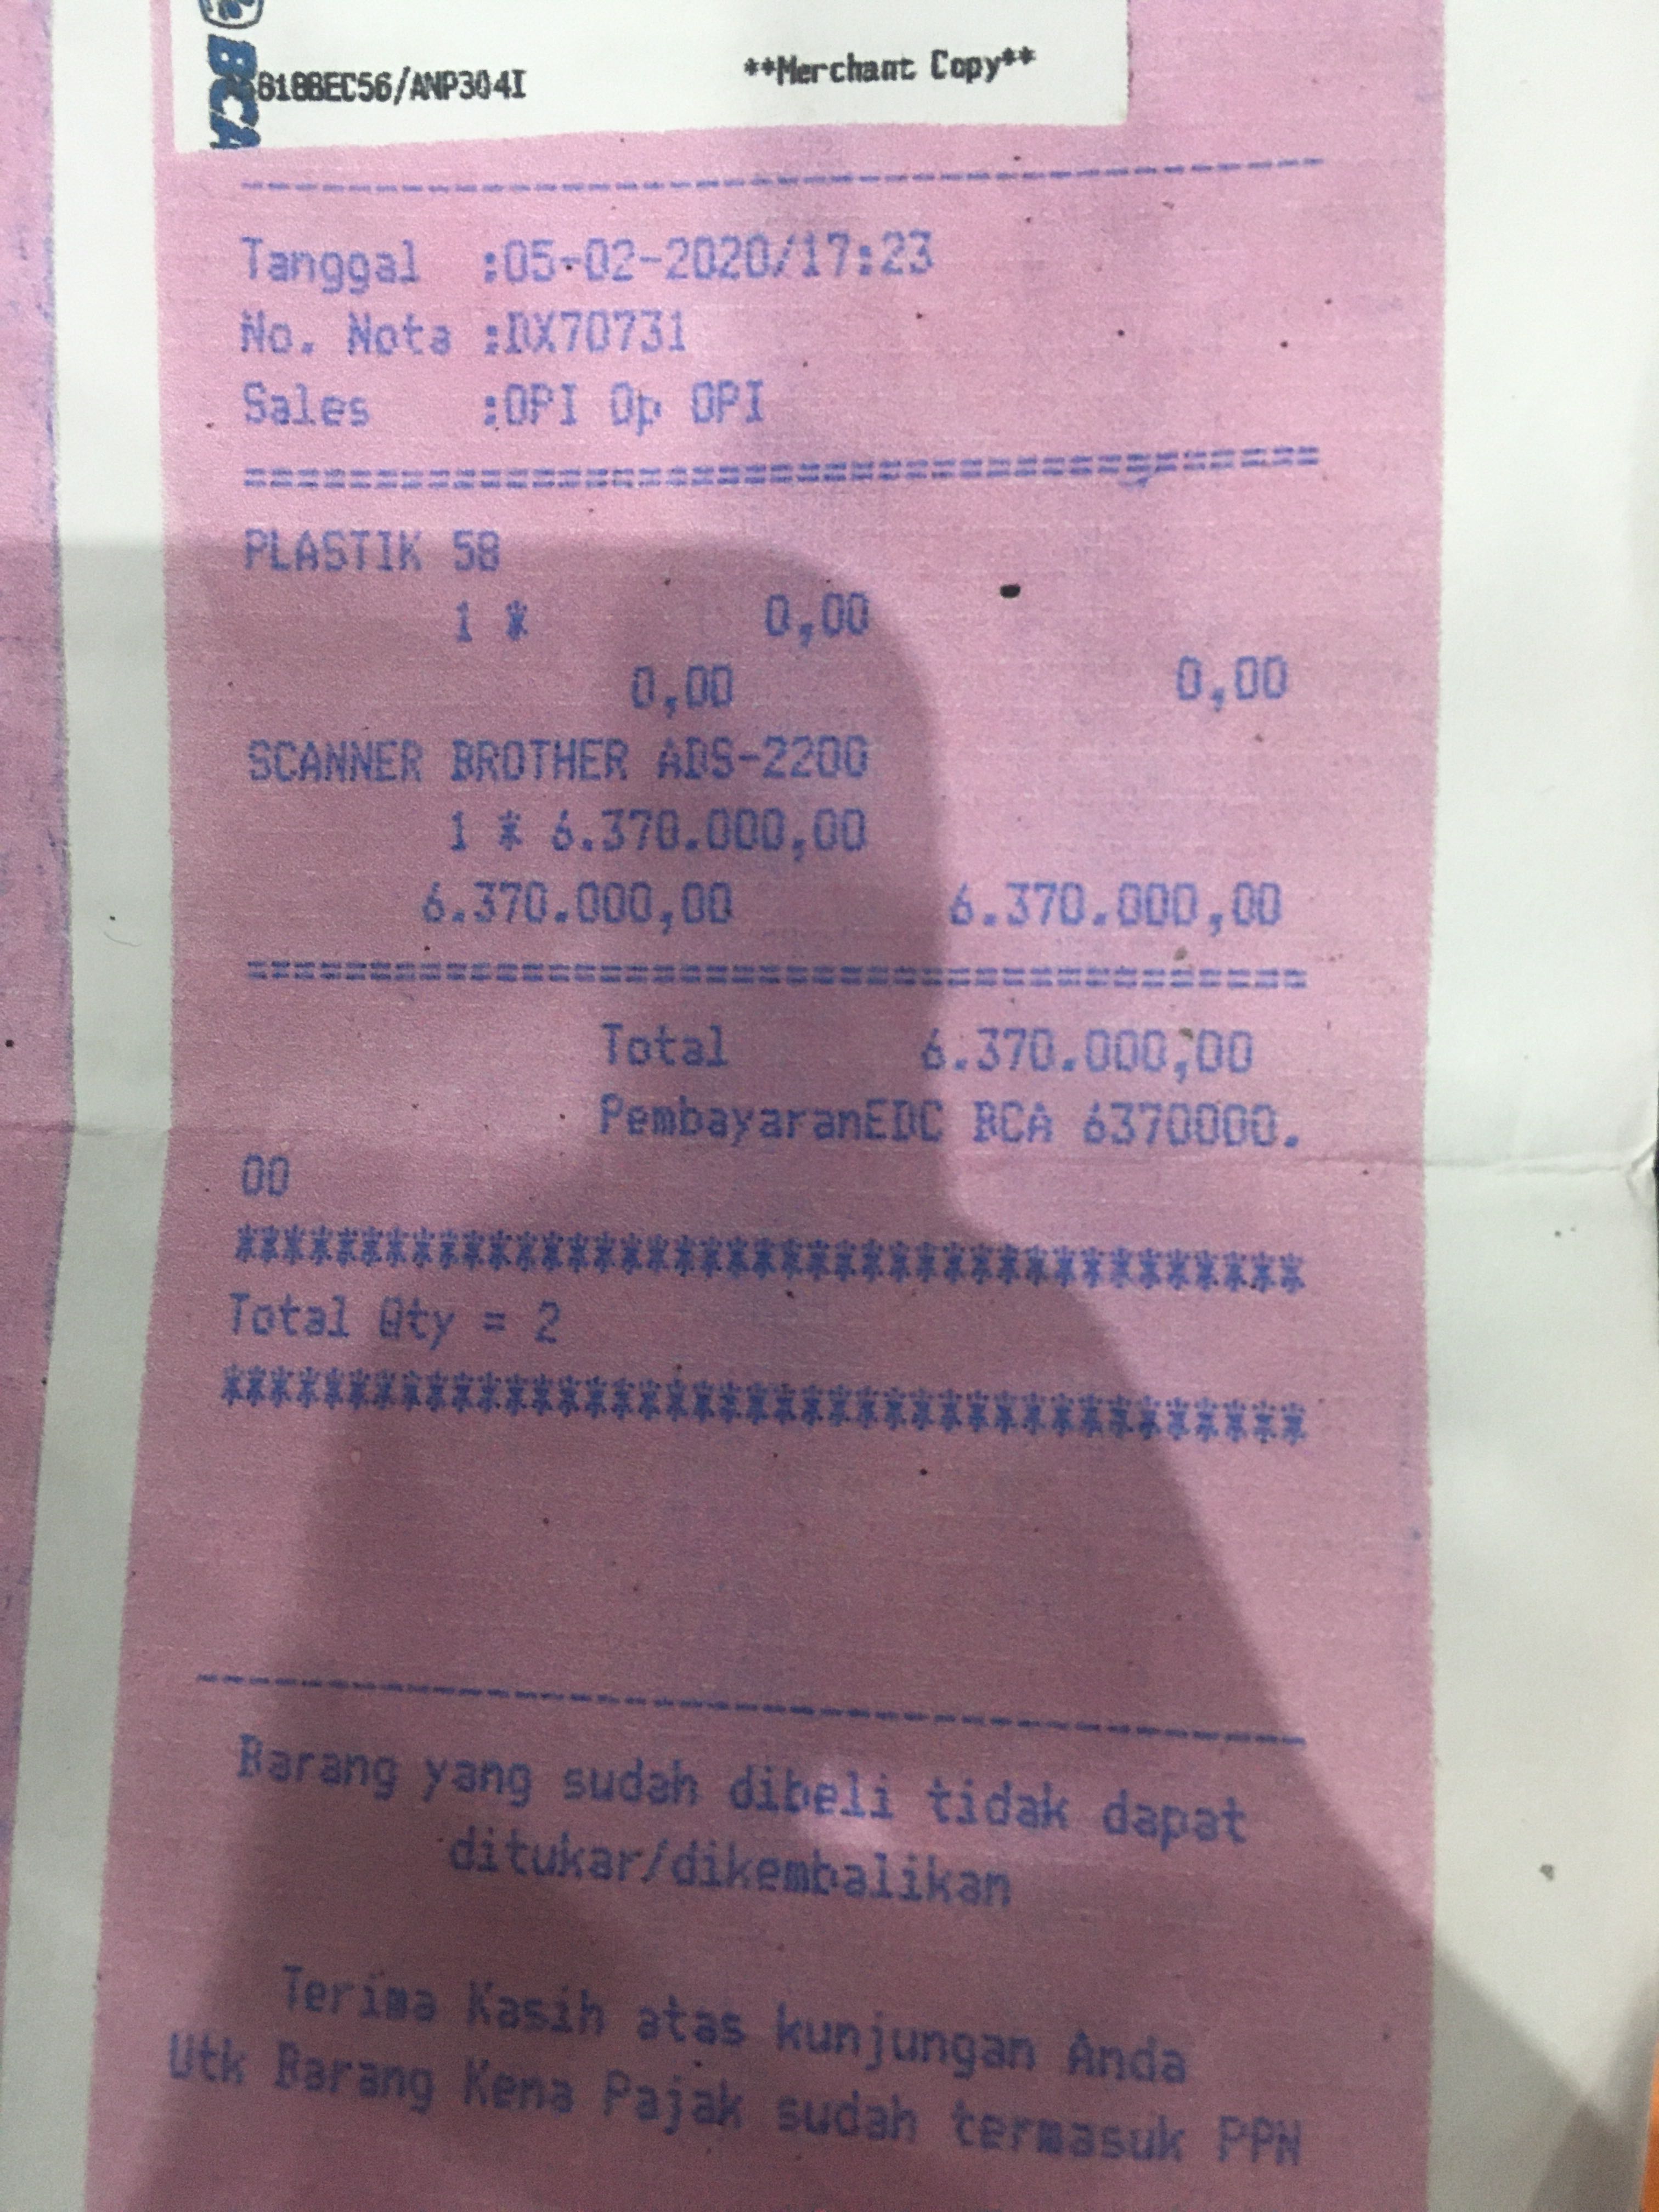 BCA
818BEC56/ANP304I **Merchant Copy**
----------------------------------------
Tanggal :05-02-2020/17:23
No. Nota :DX70731
Sales :OPI Op OPI
========================================
PLASTIK 58
1 * 0,00
0,00 0,00
SCANNER BROTHER ADS-2200
1 * 6.370.000,00
6.370.000,00 6.370.000,00
========================================
Total 6.370.000,00
PembayaranEDC BCA 6370000.
00
****************************************
Total Qty = 2
****************************************
----------------------------------------
Barang yang sudah dibeli tidak dapat
ditukar/dikembalikan
Terima Kasih atas kunjungan Anda
Utk Barang Kena Pajak sudah termasuk PPN